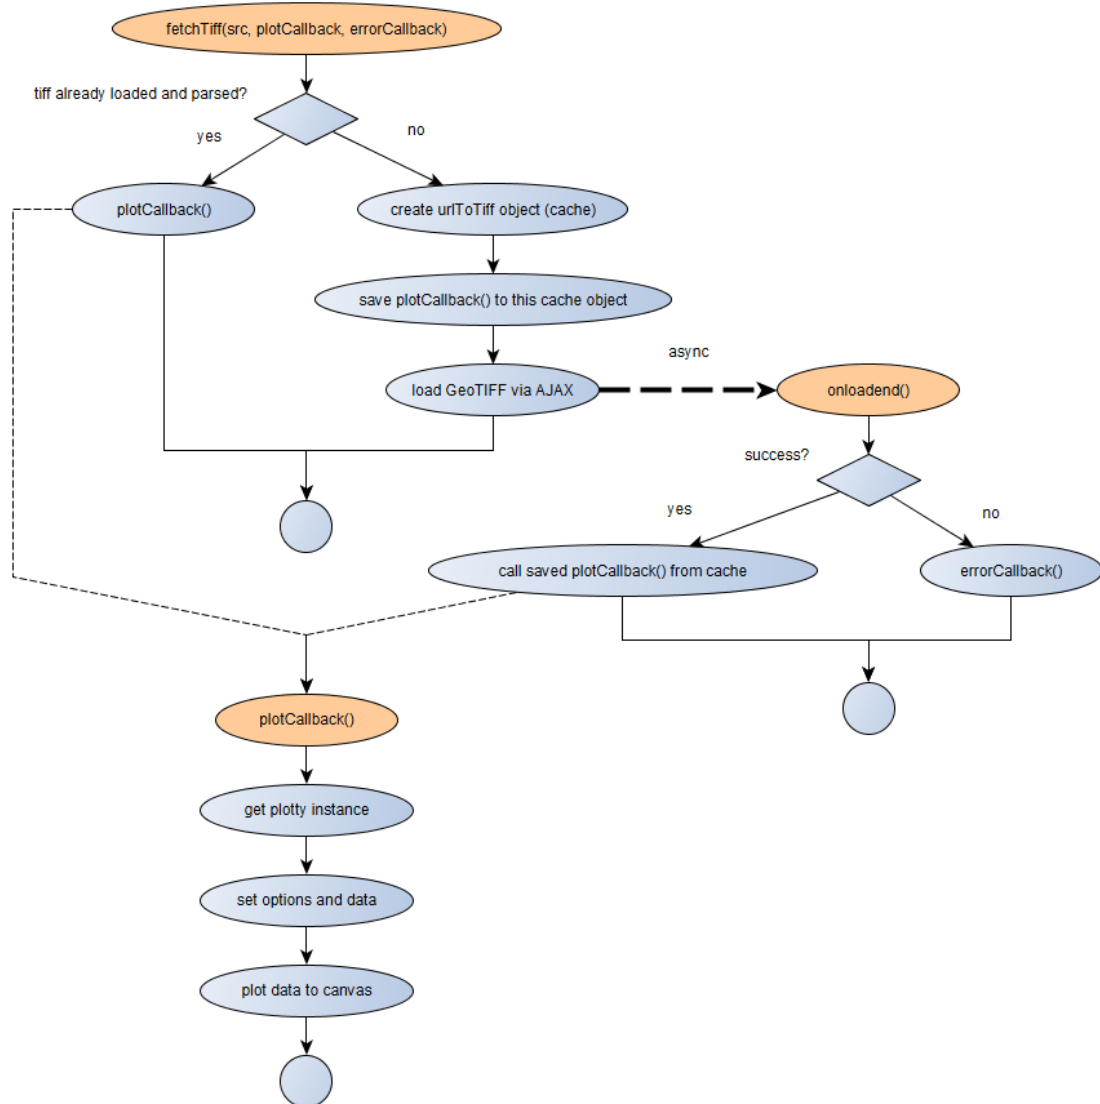 fetchTiff(src, plotCallback, errorCallback)
tiff already loaded and parsed?
yes
no
plotCallback()
create urlToTiff object (cache)
save plotCallback() to this cache object
async
load GeoTIFF via AJAX
onloadend()
success?
yes
no
call saved plotCallback() from cache
errorCallback()
plotCallback()
get plotty instance
set options and data
plot data to canvas